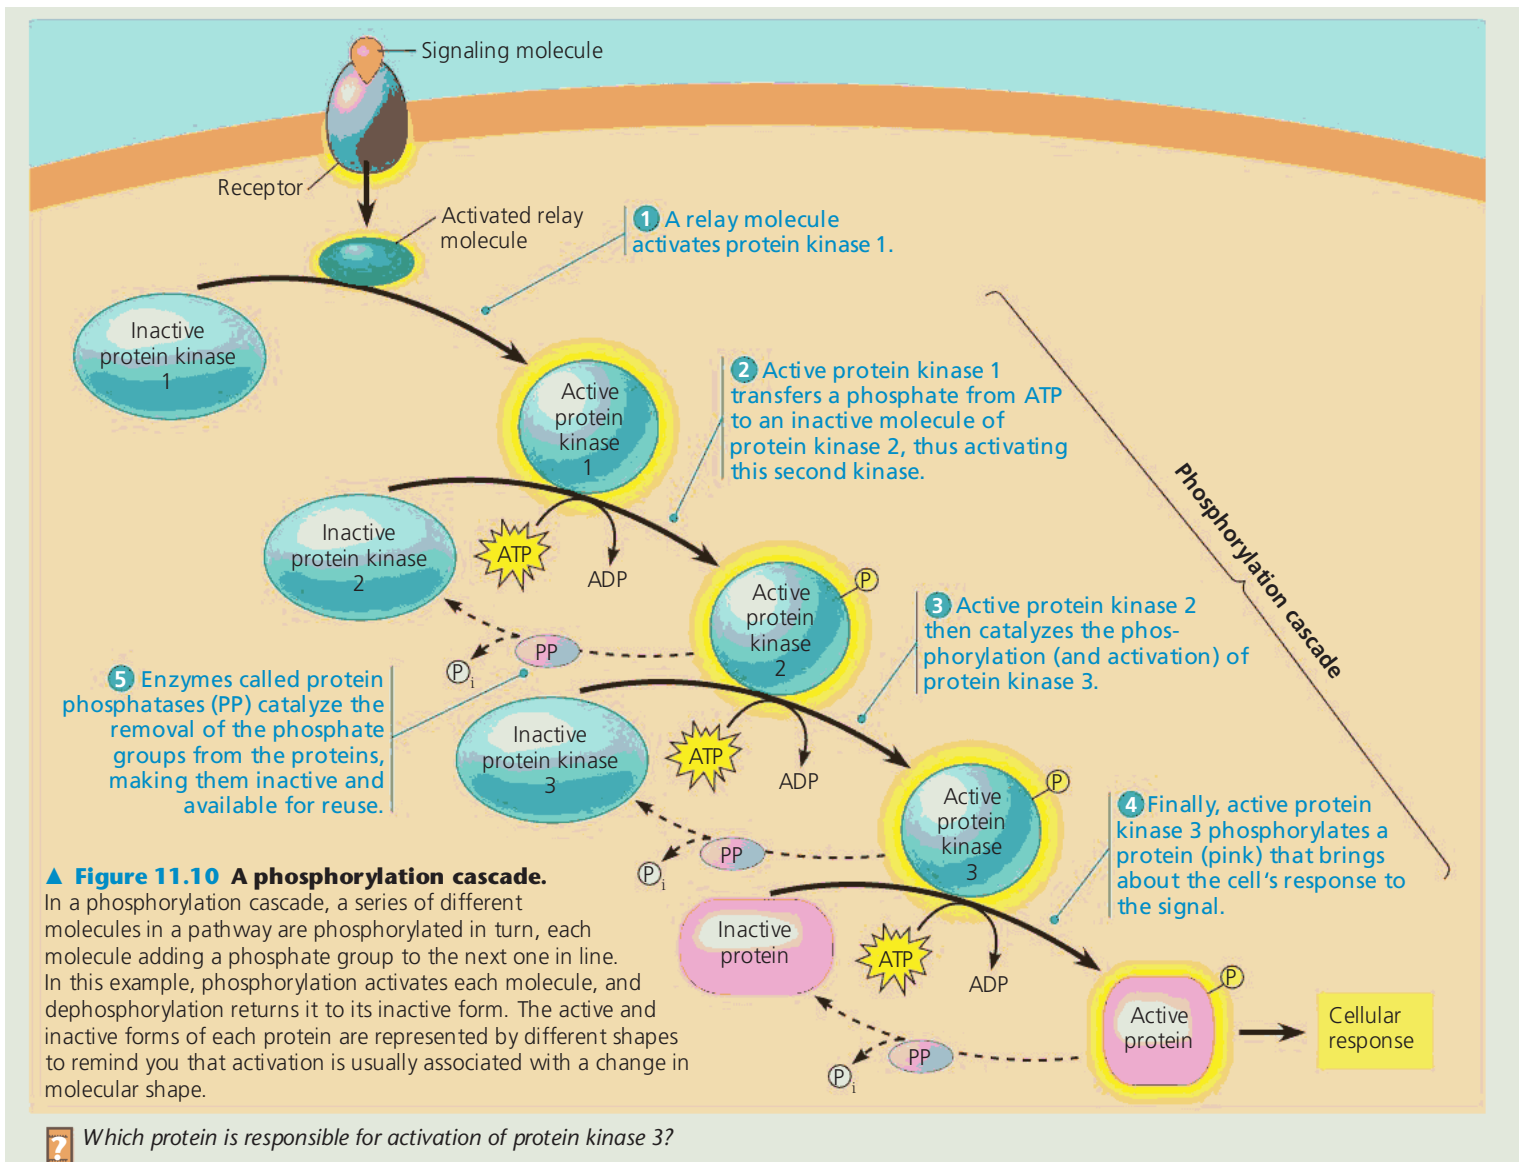 Signaling molecule
Receptor
Activated relay
molecule
1 A relay molecule
activates protein kinase 1.
Inactive
protein kinase
1
Active
protein
kinase
1
2 Active protein kinase 1
transfers a phosphate from ATP
to an inactive molecule of
protein kinase 2, thus activating
this second kinase.
Phosphorylation cascade
Inactive
protein kinase
2
ATP
ADP
Active
protein
kinase
2
P
3 Active protein kinase 2
then catalyzes the phos-
phorylation (and activation) of
protein kinase 3.
PP
Pi
5 Enzymes called protein
phosphatases (PP) catalyze the
removal of the phosphate
groups from the proteins,
making them inactive and
available for reuse.
Inactive
protein kinase
3
ATP
ADP
Active
protein
kinase
3
P
4 Finally, active protein
kinase 3 phosphorylates a
protein (pink) that brings
about the cell's response to
the signal.
PP
Pi
Inactive
protein
ATP
ADP
Active
protein
P
Cellular
response
PP
Pi
▲ Figure 11.10 A phosphorylation cascade.
In a phosphorylation cascade, a series of different
molecules in a pathway are phosphorylated in turn, each
molecule adding a phosphate group to the next one in line.
In this example, phosphorylation activates each molecule, and
dephosphorylation returns it to its inactive form. The active and
inactive forms of each protein are represented by different shapes
to remind you that activation is usually associated with a change in
molecular shape.
? Which protein is responsible for activation of protein kinase 3?